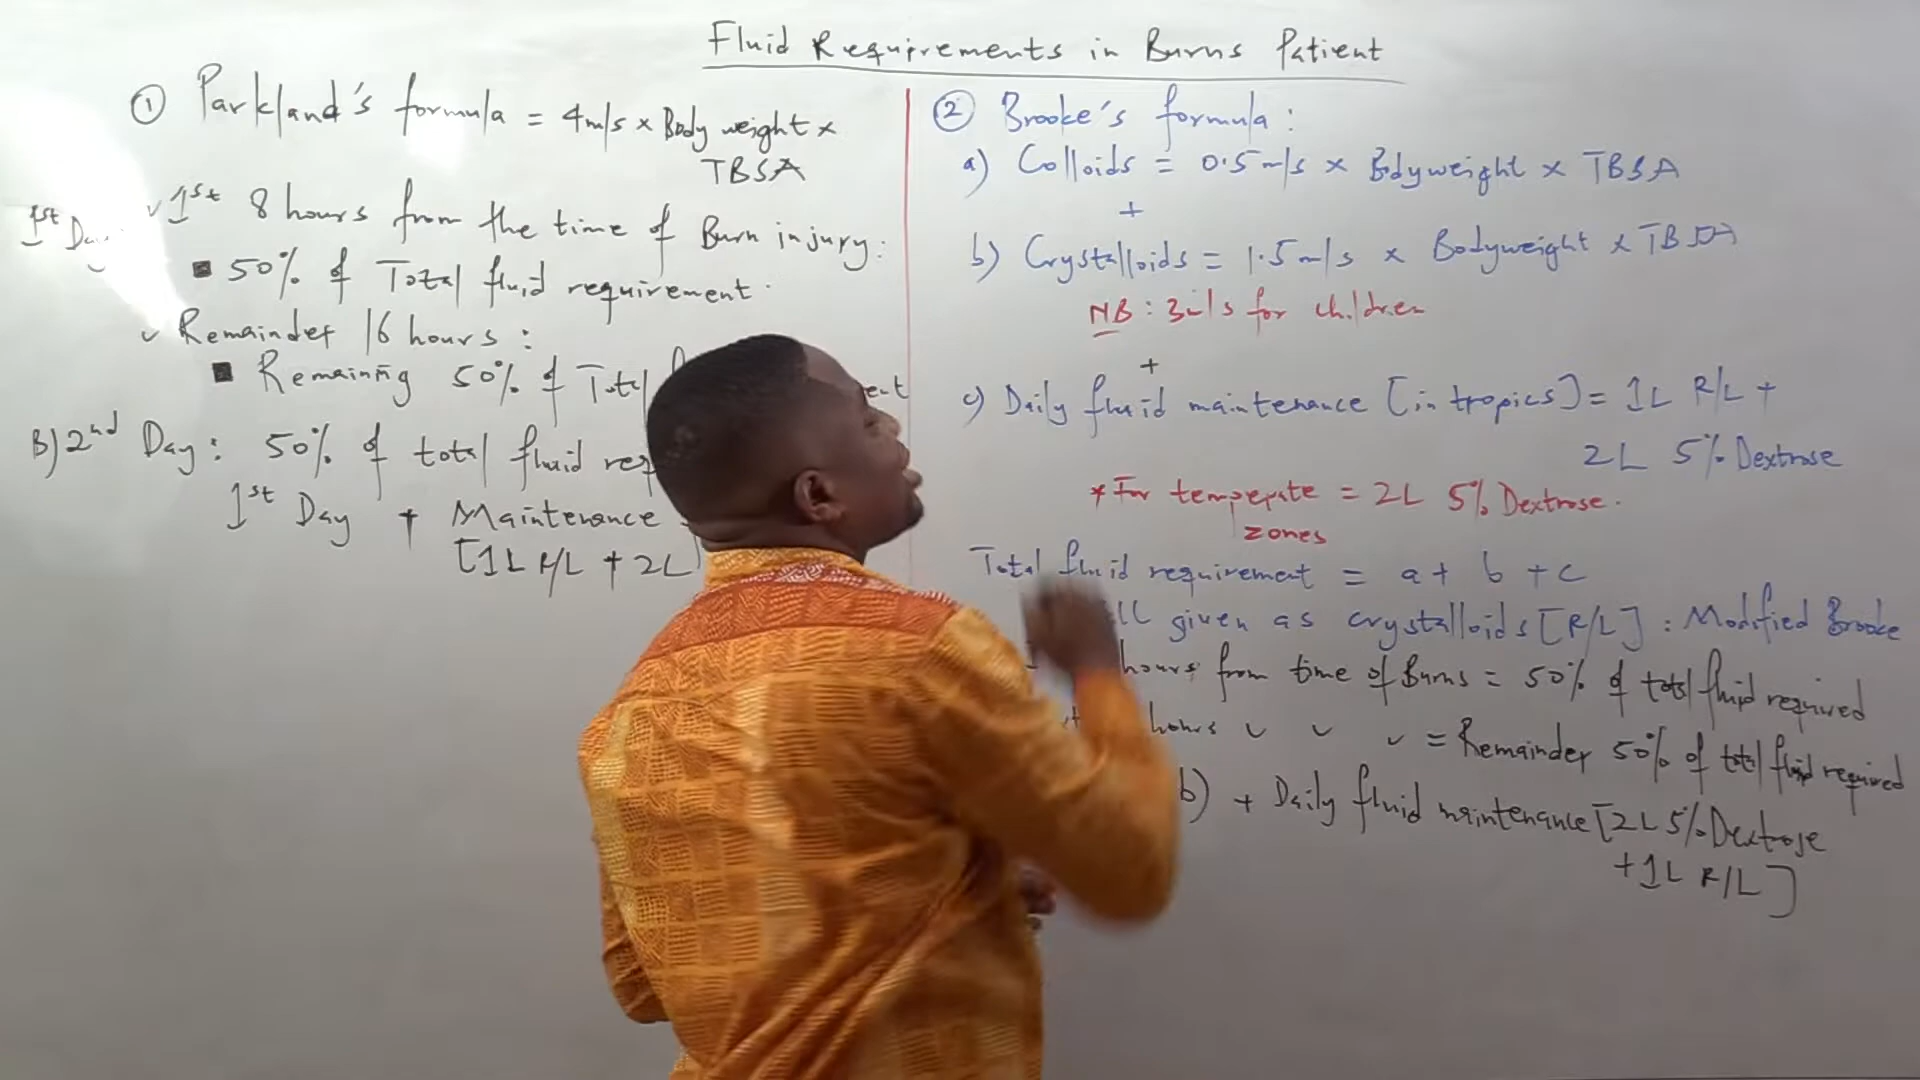 Fluid Requirements in Burns Patient
① Parkland's formula = 4mls × Body weight ×
TBSA
1st Day
✓ 1st 8 hours from the time of Burn injury:
■ 50% of Total fluid requirement.
✓ Remainder 16 hours:
■ Remaining 50% of Total
B) 2nd Day: 50% of total fluid
1st Day + Maintenance
[1L R/L + 2L
② Brooke's formula:
a) Colloids = 0.5mls × Bodyweight × TBSA
+
b) Crystalloids = 1.5mls × Bodyweight × TBSA
NB: 3mls for children
+
c) Daily fluid maintenance [in tropics] = 1L R/L +
2L 5% Dextrose
* For temperate = 2L 5% Dextrose.
zones
Total fluid requirement = a + b + c
given as crystalloids [R/L] : Modified Brooke
hours from time of Burns = 50% of total fluid required
hours ✓ ✓ ✓ = Remainder 50% of total fluid required
b) + Daily fluid maintenance [2L 5% Dextrose
+ 1L R/L]